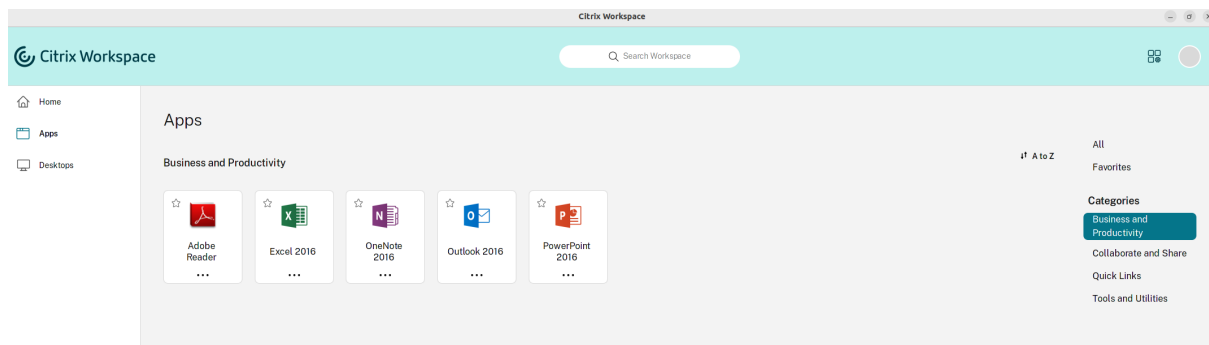 Citrix Workspace
Citrix Workspace
Search Workspace
Home
Apps
Desktops
Apps
Business and Productivity
A to Z
Adobe
Reader
Excel 2016
OneNote
2016
Outlook 2016
PowerPoint
2016
All
Favorites
Categories
Business and
Productivity
Collaborate and Share
Quick Links
Tools and Utilities